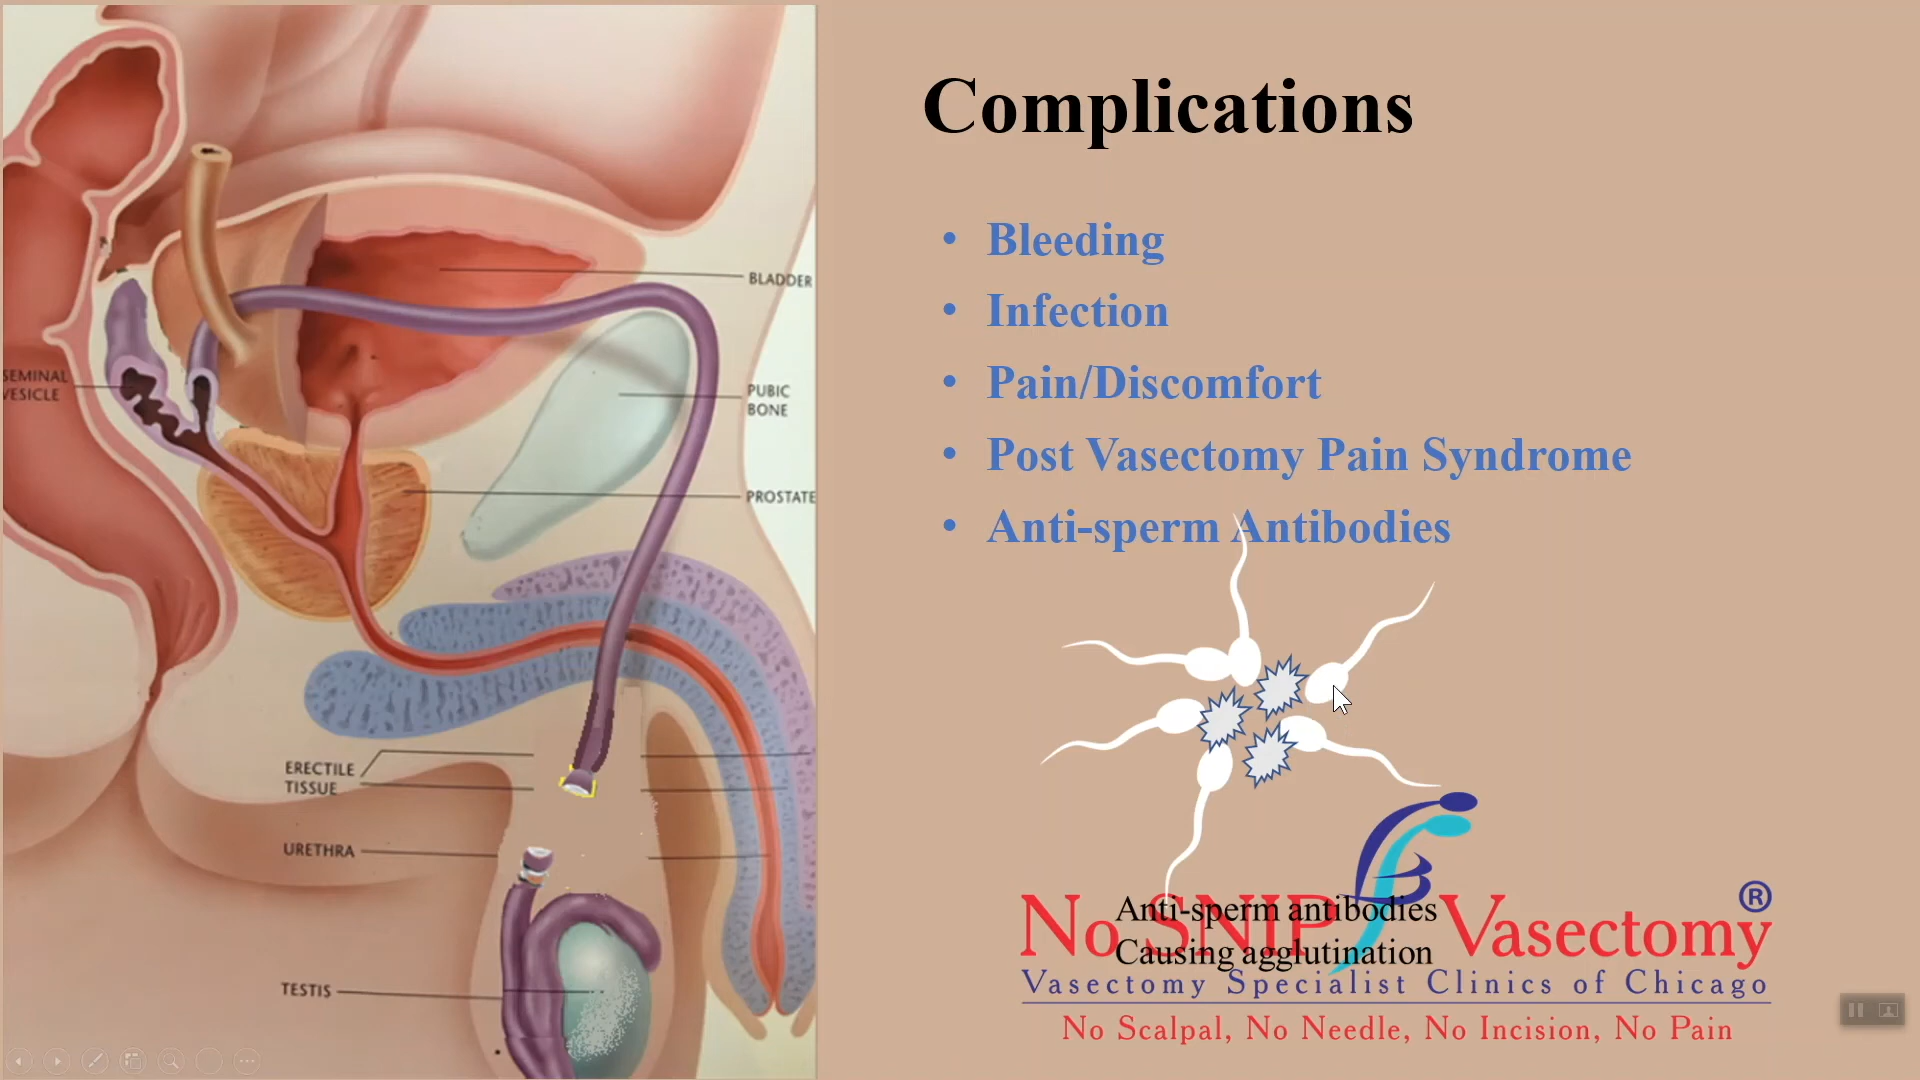 Complications
• Bleeding
• Infection
• Pain/Discomfort
• Post Vasectomy Pain Syndrome
• Anti-sperm Antibodies
BLADDER
SEMINAL
VESICLE
PUBIC
BONE
PROSTATE
ERECTILE
TISSUE
URETHRA
TESTIS
Anti-sperm antibodies
Causing agglutination
No SNIP Vasectomy®
Vasectomy Specialist Clinics of Chicago
No Scalpal, No Needle, No Incision, No Pain